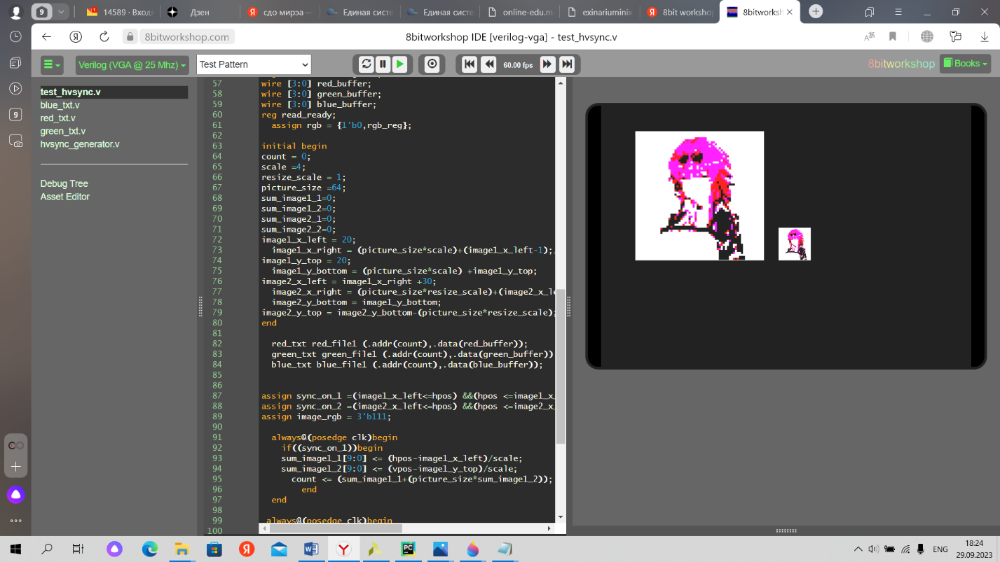 9
14589 · Вход
Дзен
сдо мирэа —
Единая систе
Единая систе
online-edu.m
exinariuminix
8bit worksho
8bitworksh
8bitworkshop.com
8bitworkshop IDE [verilog-vga] - test_hvsync.v
Verilog (VGA @ 25 Mhz)
Test Pattern
60.00 fps
8bitworkshop
Books
test_hvsync.v
blue_txt.v
red_txt.v
green_txt.v
hvsync_generator.v
Debug Tree
Asset Editor
9
57 wire [3:0] red_buffer;
58 wire [3:0] green_buffer;
59 wire [3:0] blue_buffer;
60 reg read_ready;
61 assign rgb = {1'b0,rgb_reg};
62
63 initial begin
64 count = 0;
65 scale =4;
66 resize_scale = 1;
67 picture_size =64;
68 sum_image1_1=0;
69 sum_image1_2=0;
70 sum_image2_1=0;
71 sum_image2_2=0;
72 image1_x_left = 20;
73 image1_x_right = (picture_size*scale)+(image1_x_left-1);/
74 image1_y_top = 20;
75 image1_y_bottom = (picture_size*scale) +image1_y_top;
76 image2_x_left = image1_x_right +30;
77 image2_x_right = (picture_size*resize_scale)+(image2_x_le
78 image2_y_bottom = image1_y_bottom;
79 image2_y_top = image2_y_bottom-(picture_size*resize_scale);
80 end
81
82 red_txt red_file1 (.addr(count),.data(red_buffer));
83 green_txt green_file1 (.addr(count),.data(green_buffer))
84 blue_txt blue_file1 (.addr(count),.data(blue_buffer));
85
86
87 assign sync_on_1 =(image1_x_left<=hpos) &&(hpos <=image1_x_
88 assign sync_on_2 =(image2_x_left<=hpos) &&(hpos <=image2_x_
89 assign image_rgb = 3'b111;
90
91 always@(posedge clk)begin
92 if((sync_on_1))begin
93 sum_image1_1[9:0] <= (hpos-image1_x_left)/scale;
94 sum_image1_2[9:0] <= (vpos-image1_y_top)/scale;
95 count <= (sum_image1_1+(picture_size*sum_image1_2));
96 end
97 end
98
99 always@(posedge clk)begin
100
ENG
18:24
29.09.2023